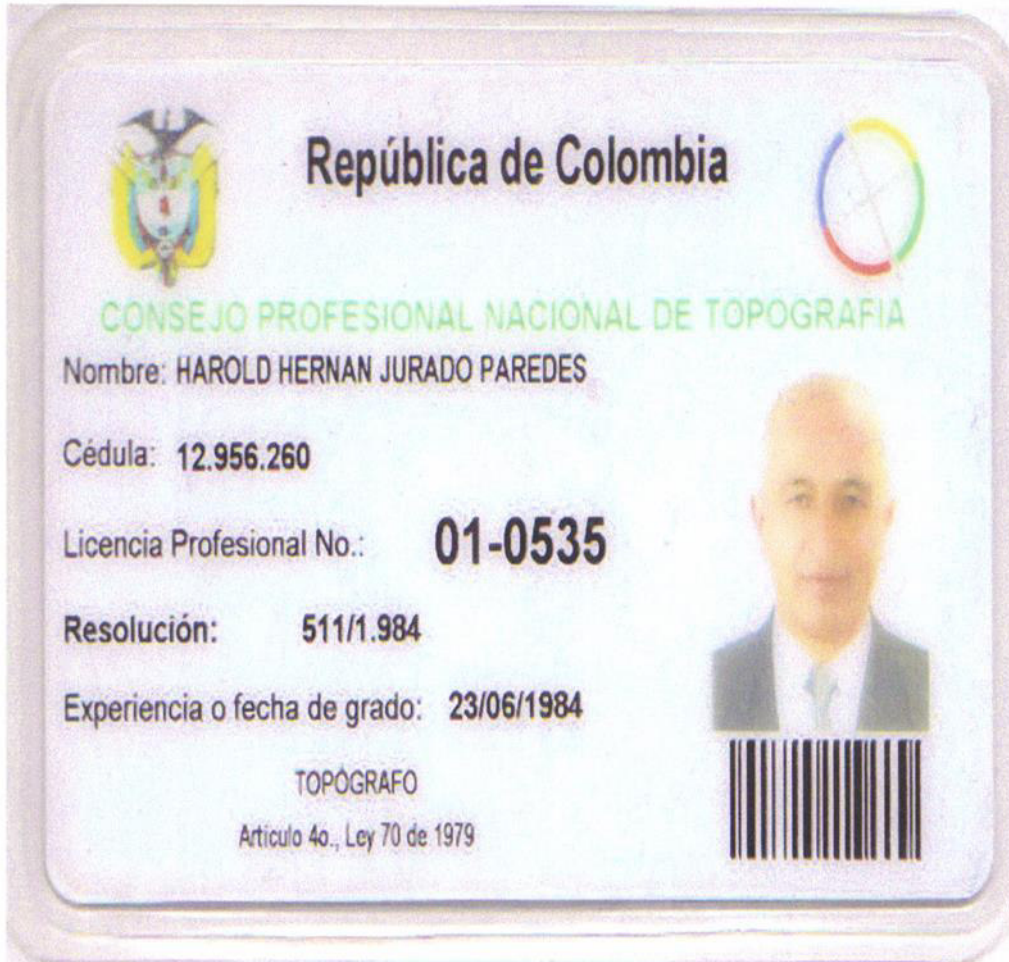 República de Colombia
CONSEJO PROFESIONAL NACIONAL DE TOPOGRAFIA
Nombre: HAROLD HERNAN JURADO PAREDES
Cédula: 12.956.260
Licencia Profesional No.: 01-0535
Resolución: 511/1.984
Experiencia o fecha de grado: 23/06/1984
TOPÓGRAFO
Articulo 4o., Ley 70 de 1979